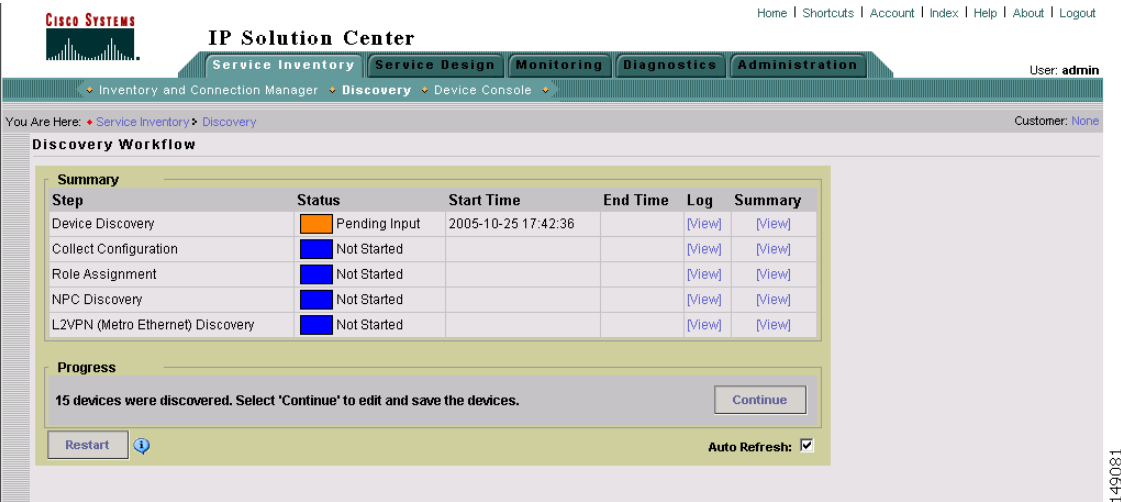 Home | Shortcuts | Account | Index | Help | About | Logout
CISCO SYSTEMS
IP Solution Center
Service Inventory Service Design Monitoring Diagnostics Administration
User: admin
Inventory and Connection Manager Discovery Device Console
You Are Here: Service Inventory Discovery Customer: None
Discovery Workflow
Summary
Step Status Start Time End Time Log Summary
Device Discovery Pending Input 2005-10-25 17:42:36 [View] [View]
Collect Configuration Not Started [View] [View]
Role Assignment Not Started [View] [View]
NPC Discovery Not Started [View] [View]
L2VPN (Metro Ethernet) Discovery Not Started [View] [View]
Progress
15 devices were discovered. Select 'Continue' to edit and save the devices. Continue
Restart Auto Refresh:
149081